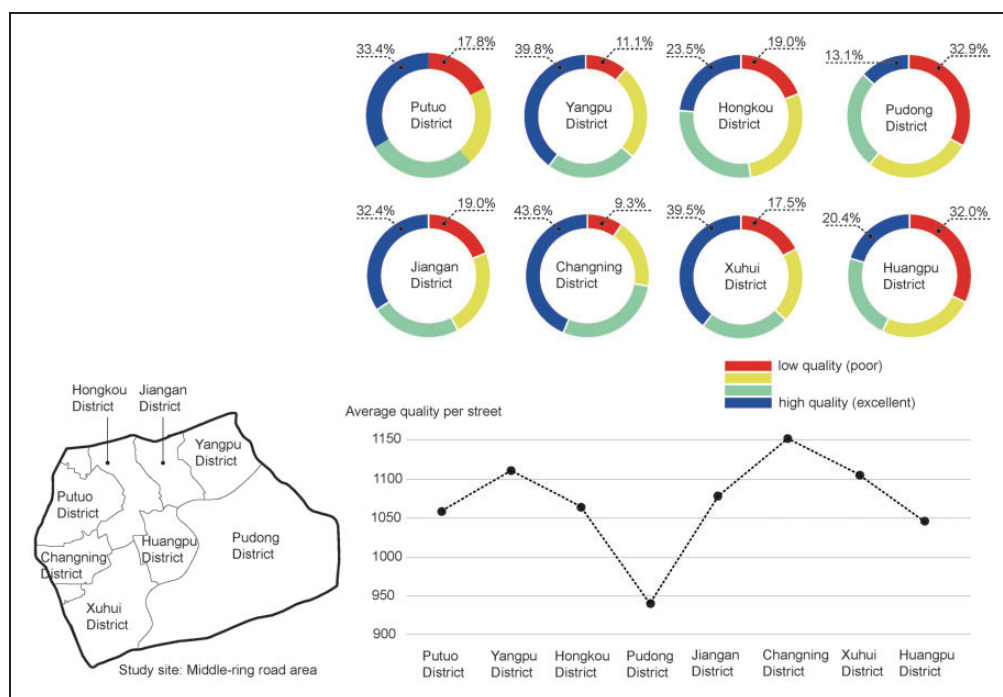 33.4%
17.8%
39.8%
11.1%
23.5%
19.0%
13.1%
32.9%
Putuo
District
Yangpu
District
Hongkou
District
Pudong
District
32.4%
19.0%
43.6%
9.3%
39.5%
17.5%
20.4%
32.0%
Jiangan
District
Changning
District
Xuhui
District
Huangpu
District
low quality (poor)
high quality (excellent)
Hongkou
District
Jiangan
District
Yangpu
District
Putuo
District
Changning
District
Huangpu
District
Pudong
District
Xuhui
District
Study site: Middle-ring road area
Average quality per street
1150
1100
1050
1000
950
900
Putuo
District
Yangpu
District
Hongkou
District
Pudong
District
Jiangan
District
Changning
District
Xuhui
District
Huangpu
District